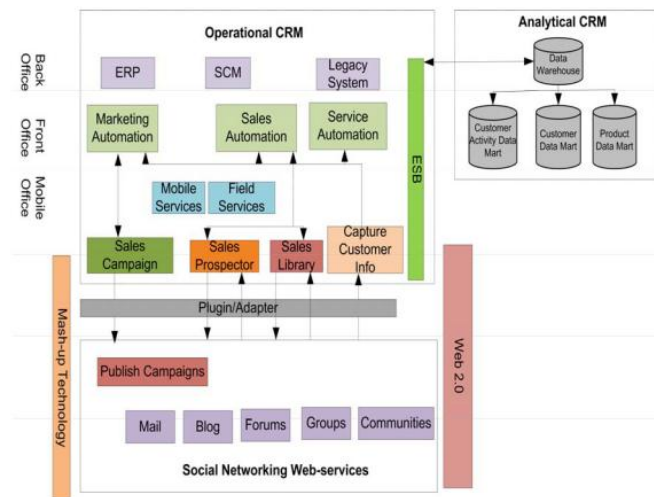 Operational CRM
Analytical CRM
Back
Office
ERP
SCM
Legacy
System
Data
Warehouse
Front
Office
Marketing
Automation
Sales
Automation
Service
Automation
Customer
Activity Data
Mart
Customer
Data Mart
Product
Data Mart
ESB
Mobile
Office
Mobile
Services
Field
Services
Sales
Campaign
Sales
Prospector
Sales
Library
Capture
Customer
Info
Plugin/Adapter
Mash-up Technology
Web 2.0
Publish Campaigns
Mail
Blog
Forums
Groups
Communities
Social Networking Web-services